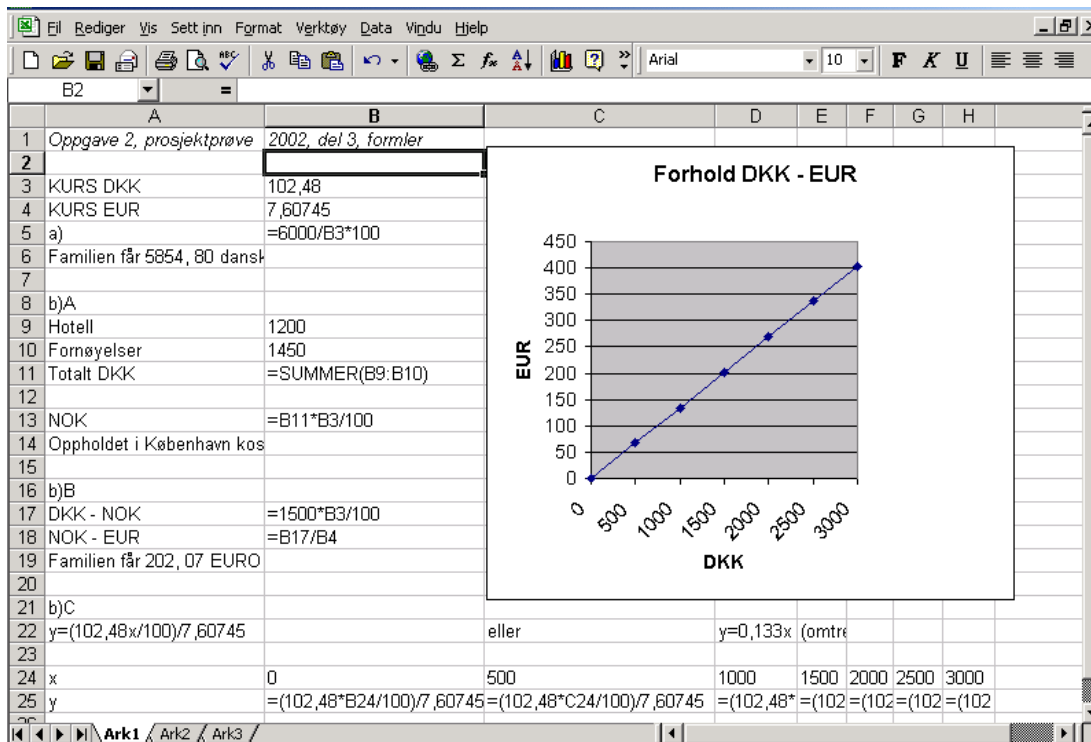 Fil Rediger Vis Sett inn Format Verktøy Data Vindu Hjelp
Arial 10 F K U
B2 =
A B C D E F G H
1 Oppgave 2, prosjektprøve 2002, del 3, formler
2
3 KURS DKK 102,48
4 KURS EUR 7,60745
5 a) =6000/B3*100
6 Familien får 5854, 80 dansk
7
8 b)A
9 Hotell 1200
10 Fornøyelser 1450
11 Totalt DKK =SUMMER(B9:B10)
12
13 NOK =B11*B3/100
14 Oppholdet i København kos
15
16 b)B
17 DKK - NOK =1500*B3/100
18 NOK - EUR =B17/B4
19 Familien får 202, 07 EURO
20
21 b)C
22 y=(102,48x/100)/7,60745 eller y=0,133x (omtre
23
24 x 0 500 1000 1500 2000 2500 3000
25 y =(102,48*B24/100)/7,60745 =(102,48*C24/100)/7,60745 =(102,48* =(102 =(102 =(102 =(102
Forhold DKK - EUR
450
400
350
300
250
200
150
100
50
0
EUR
0 500 1000 1500 2000 2500 3000
DKK
Ark1 Ark2 Ark3